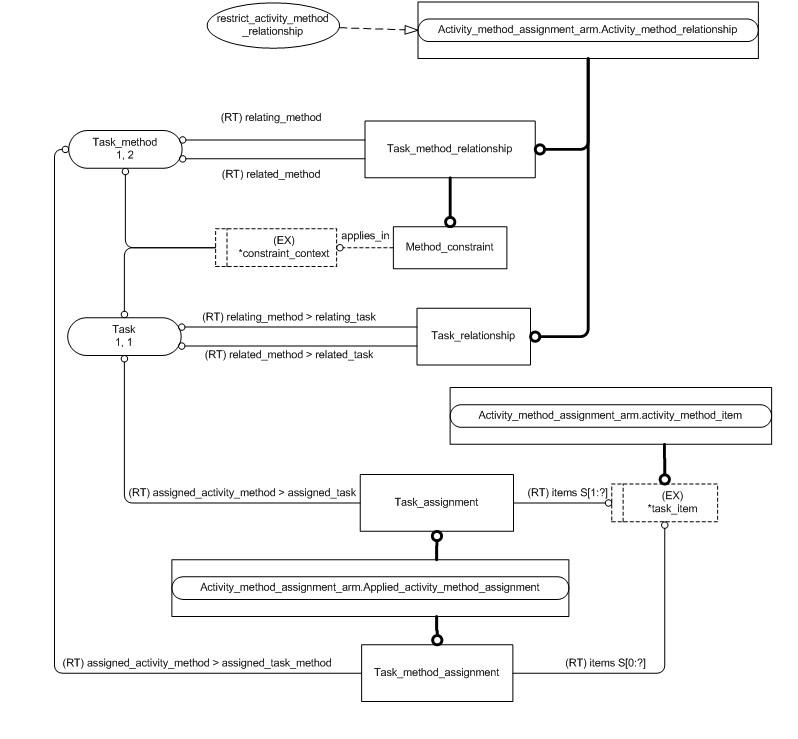 restrict_activity_method
_relationship
Activity_method_assignment_arm.Activity_method_relationship
(RT) relating_method
Task_method
1, 2
Task_method_relationship
(RT) related_method
applies_in
(EX)
*constraint_context
Method_constraint
(RT) relating_method > relating_task
Task
1, 1
Task_relationship
(RT) related_method > related_task
Activity_method_assignment_arm.activity_method_item
(RT) assigned_activity_method > assigned_task
Task_assignment
(RT) items S[1:?]
(EX)
*task_item
Activity_method_assignment_arm.Applied_activity_method_assignment
(RT) assigned_activity_method > assigned_task_method
Task_method_assignment
(RT) items S[0:?]